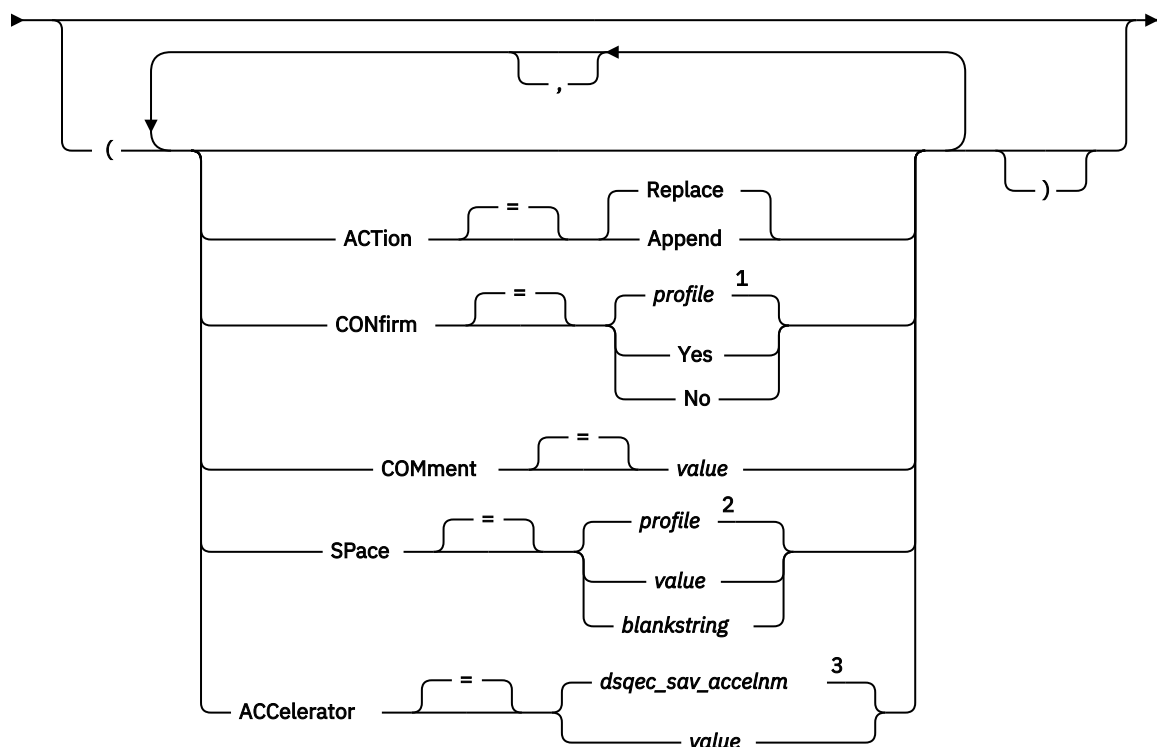 ,
(
)
=
Replace
ACTion
Append
=
profile 1
CONfirm
Yes
No
=
COMment value
=
profile 2
SPace
value
blankstring
=
dsqec_sav_accelnm 3
ACCelerator
value